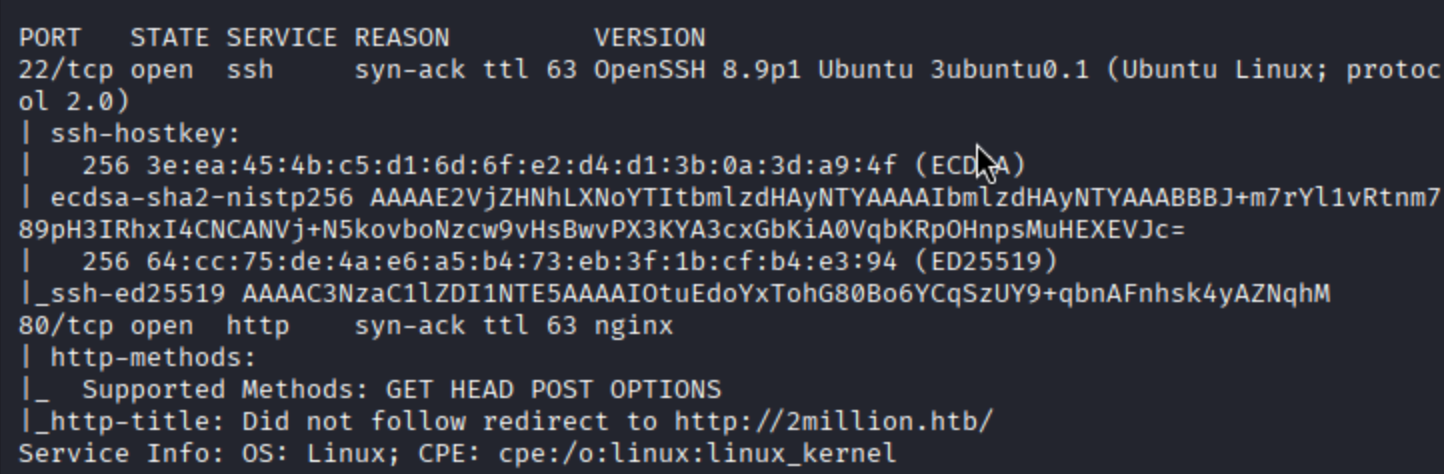 PORT   STATE SERVICE REASON         VERSION
22/tcp open  ssh     syn-ack ttl 63 OpenSSH 8.9p1 Ubuntu 3ubuntu0.1 (Ubuntu Linux; protoc
ol 2.0)
| ssh-hostkey:
|   256 3e:ea:45:4b:c5:d1:6d:6f:e2:d4:d1:3b:0a:3d:a9:4f (ECDSA)
| ecdsa-sha2-nistp256 AAAAE2VjZHNhLXNoYTItbmlzdHAyNTYAAAAIbmlzdHAyNTYAAABBBJ+m7rYl1vRtnm7
89pH3IRhxI4CNCANVj+N5kovboNzcw9vHsBwvPX3KYA3cxGbKiA0VqbKRpOHnpsMuHEXEVJc=
|   256 64:cc:75:de:4a:e6:a5:b4:73:eb:3f:1b:cf:b4:e3:94 (ED25519)
|_ssh-ed25519 AAAAC3NzaC1lZDI1NTE5AAAAIOtuEdoYxTohG80Bo6YCqSzUY9+qbnAFnhsk4yAZNqhM
80/tcp open  http    syn-ack ttl 63 nginx
| http-methods:
|_  Supported Methods: GET HEAD POST OPTIONS
|_http-title: Did not follow redirect to http://2million.htb/
Service Info: OS: Linux; CPE: cpe:/o:linux:linux_kernel